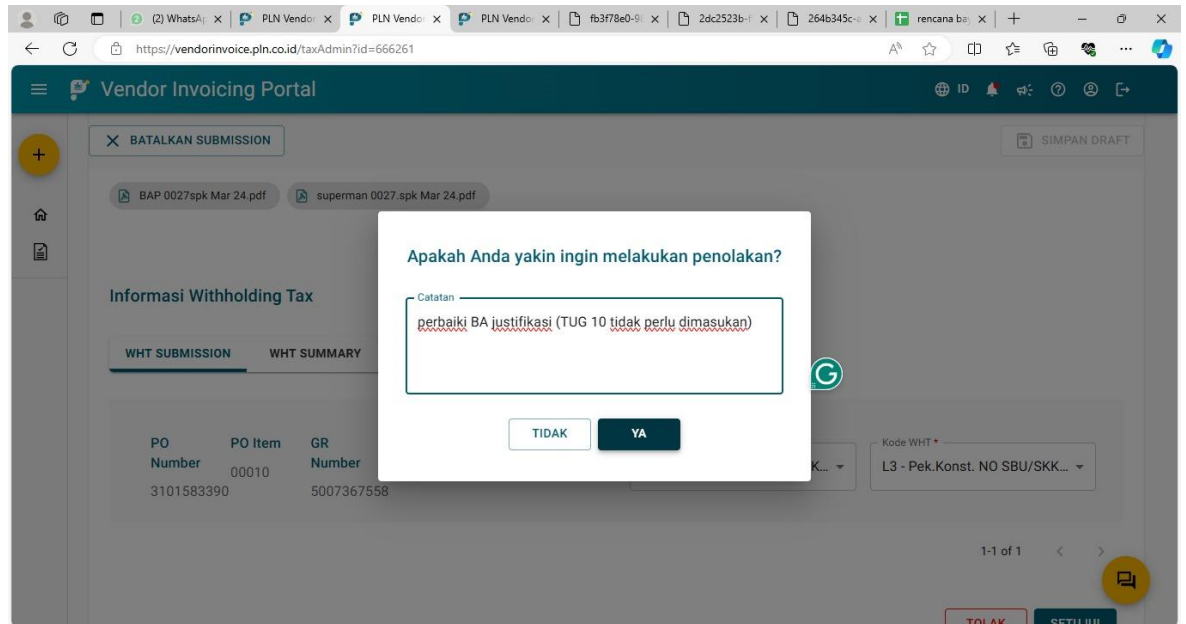 (2) WhatsAp
PLN Vendor
PLN Vendor
PLN Vendo
fb3f78e0-9
2dc2523b-f
264b345c-a
rencana ba
https://vendorinvoice.pln.co.id/taxAdmin?id=666261
Vendor Invoicing Portal
ID
BATALKAN SUBMISSION
SIMPAN DRAFT
BAP 0027spk Mar 24.pdf
superman 0027.spk Mar 24.pdf
Apakah Anda yakin ingin melakukan penolakan?
Catatan
perbaiki BA justifikasi (TUG 10 tidak perlu dimasukan)
TIDAK
YA
Informasi Withholding Tax
WHT SUBMISSION
WHT SUMMARY
PO Number
3101583390
PO Item
00010
GR Number
5007367558
K...
Kode WHT *
L3 - Pek.Konst. NO SBU/SKK...
1-1 of 1
TOLAK
SETUJUI